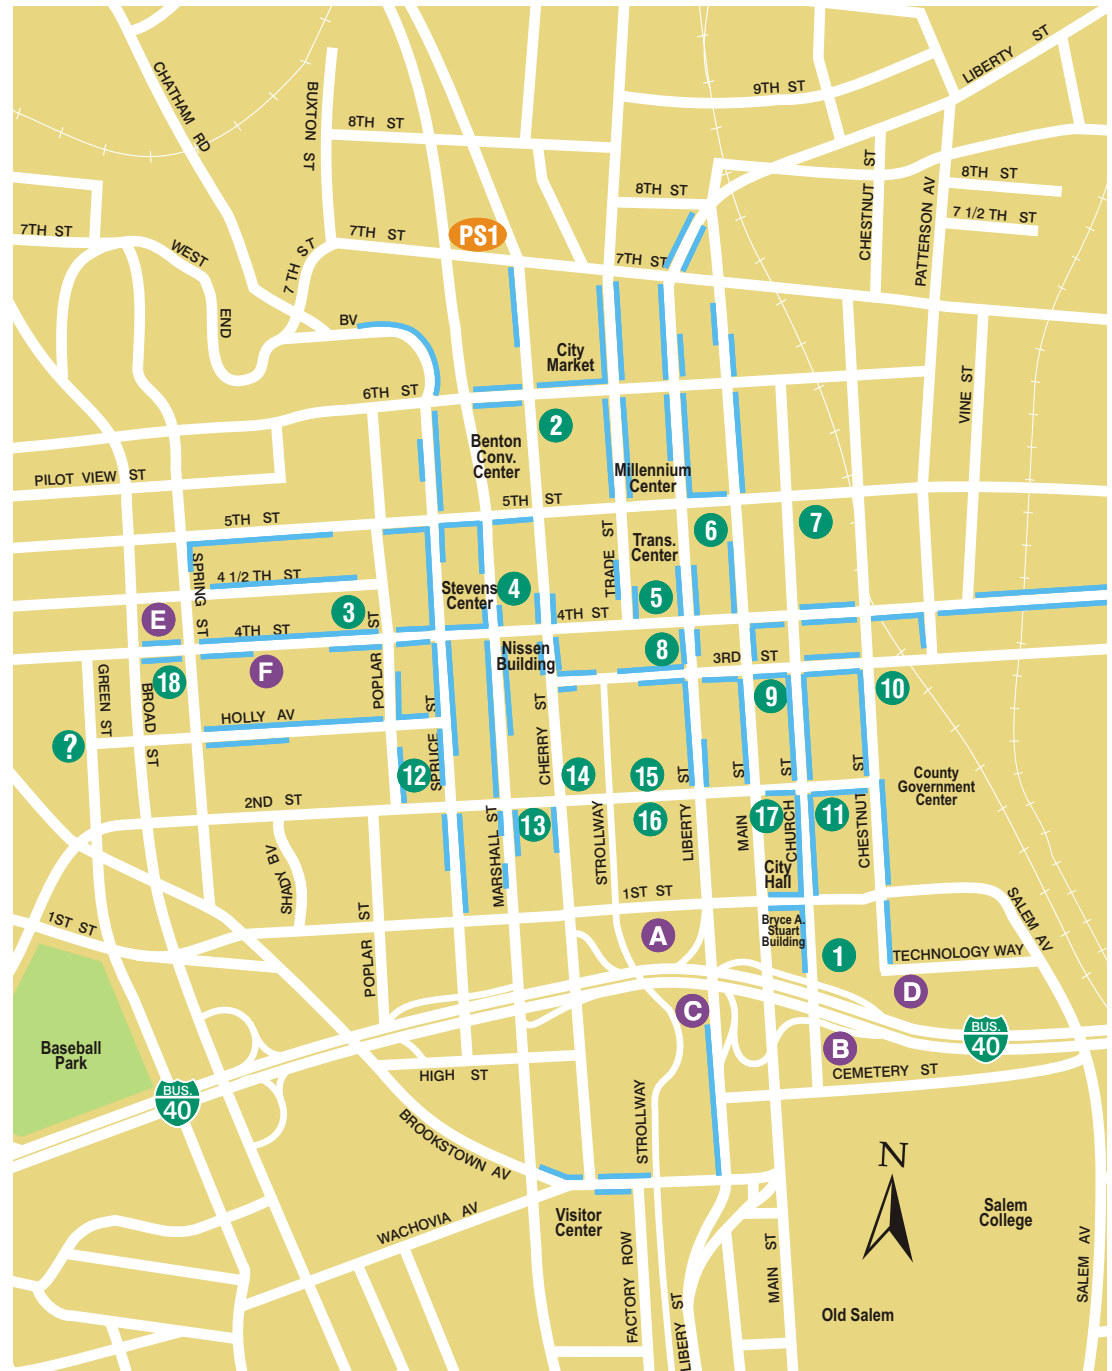 LIBERTY ST
CHATHAM RD
BUXTON ST
9TH ST
8TH ST
CHESTNUT ST
8TH ST
PATTERSON AV
8TH ST
7 1/2 TH ST
7TH ST
WEST
END
BV
7 TH ST
7TH ST
PS1
7TH ST
City
Market
6TH ST
VINE ST
2
Benton
Conv.
Center
Millennium
Center
PILOT VIEW ST
5TH ST
5TH ST
TRADE ST
Trans.
Center
6
7
SPRING ST
4 1/2 TH ST
Stevens
Center
4
5
3
E
4TH ST
4TH ST
POPLAR ST
Nissen
Building
8
3RD ST
F
18
GREEN ST
BROAD ST
9
10
HOLLY AV
?
SPRUCE ST
CHERRY ST
12
14
15
LIBERTY ST
MAIN ST
CHURCH ST
CHESTNUT ST
County
Government
Center
2ND ST
MARSHALL ST
13
STROLLWAY
16
17
11
SHADY BV
City
Hall
1ST ST
1ST ST
POPLAR ST
A
Bryce A.
Stuart
Building
1
SALEM AV
TECHNOLOGY WAY
D
C
B
BUS.
40
Baseball
Park
HIGH ST
CEMETERY ST
BUS.
40
BROOKSTOWN AV
STROLLWAY
N
WACHOVIA AV
Visitor
Center
Salem
College
FACTORY ROW
LIBERY ST
MAIN ST
SALEM AV
Old Salem